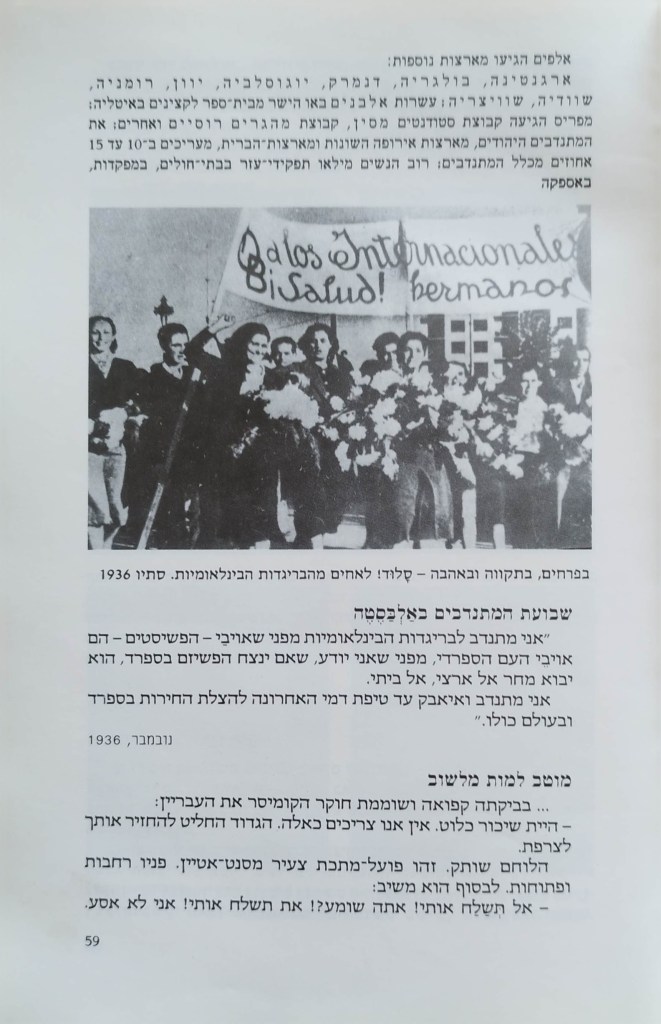 אלפים הגיעו מארצות נוספות:
ארגנטינה, בולגריה, דנמרק, יוגוסלביה, יוון, רומניה,
שוודיה, שוויצריה; עשרות אלבנים באו הישר מבית־ספר לקצינים באיטליה;
מפריס הגיעה קבוצת סטודנטים מסין, קבוצת מהגרים רוסיים ואחרים; את
המתנדבים היהודים, מארצות אירופה השונות ומארצות־הברית, מעריכים ב־10 עד 15
אחוזים מכלל המתנדבים; רוב הנשים מילאו תפקידי־עזר בבתי־חולים, במפקדות,
באספקה
a los Internacionales
Salud! hermanos
בפרחים, בתקווה ובאהבה – סָלוּד! לאחים מהבריגדות הבינלאומיות. סתיו 1936
שבועת המתנדבים באַלְבַּסֶטֶה
"אני מתנדב לבריגדות הבינלאומיות מפני שאויבַי – הפשיסטים – הם
אויבֵי העם הספרדי, מפני שאני יודע, שאם ינצח הפשיזם בספרד, הוא
יבוא מחר אל ארצי, אל ביתי.
אני מתנדב ואיאבק עד טיפת דמי האחרונה להצלת החירות בספרד
ובעולם כולו."
נובמבר, 1936
מוטב למות מלשוב
... בביקתה קפואה ושוממת חוקר הקומיסר את העבריין:
– היית שיכור כלוט. אין אנו צריכים כאלה. הגדוד החליט להחזיר אותך
לצרפת.
הלוחם שותק. זהו פועל־מתכת צעיר מסנט־אטיין. פניו רחבות
ופתוחות. לבסוף הוא משיב:
– אל תְּשַׁלַּח אותי! אתה שומע?! את תשלח אותי! אני לא אסע.
59